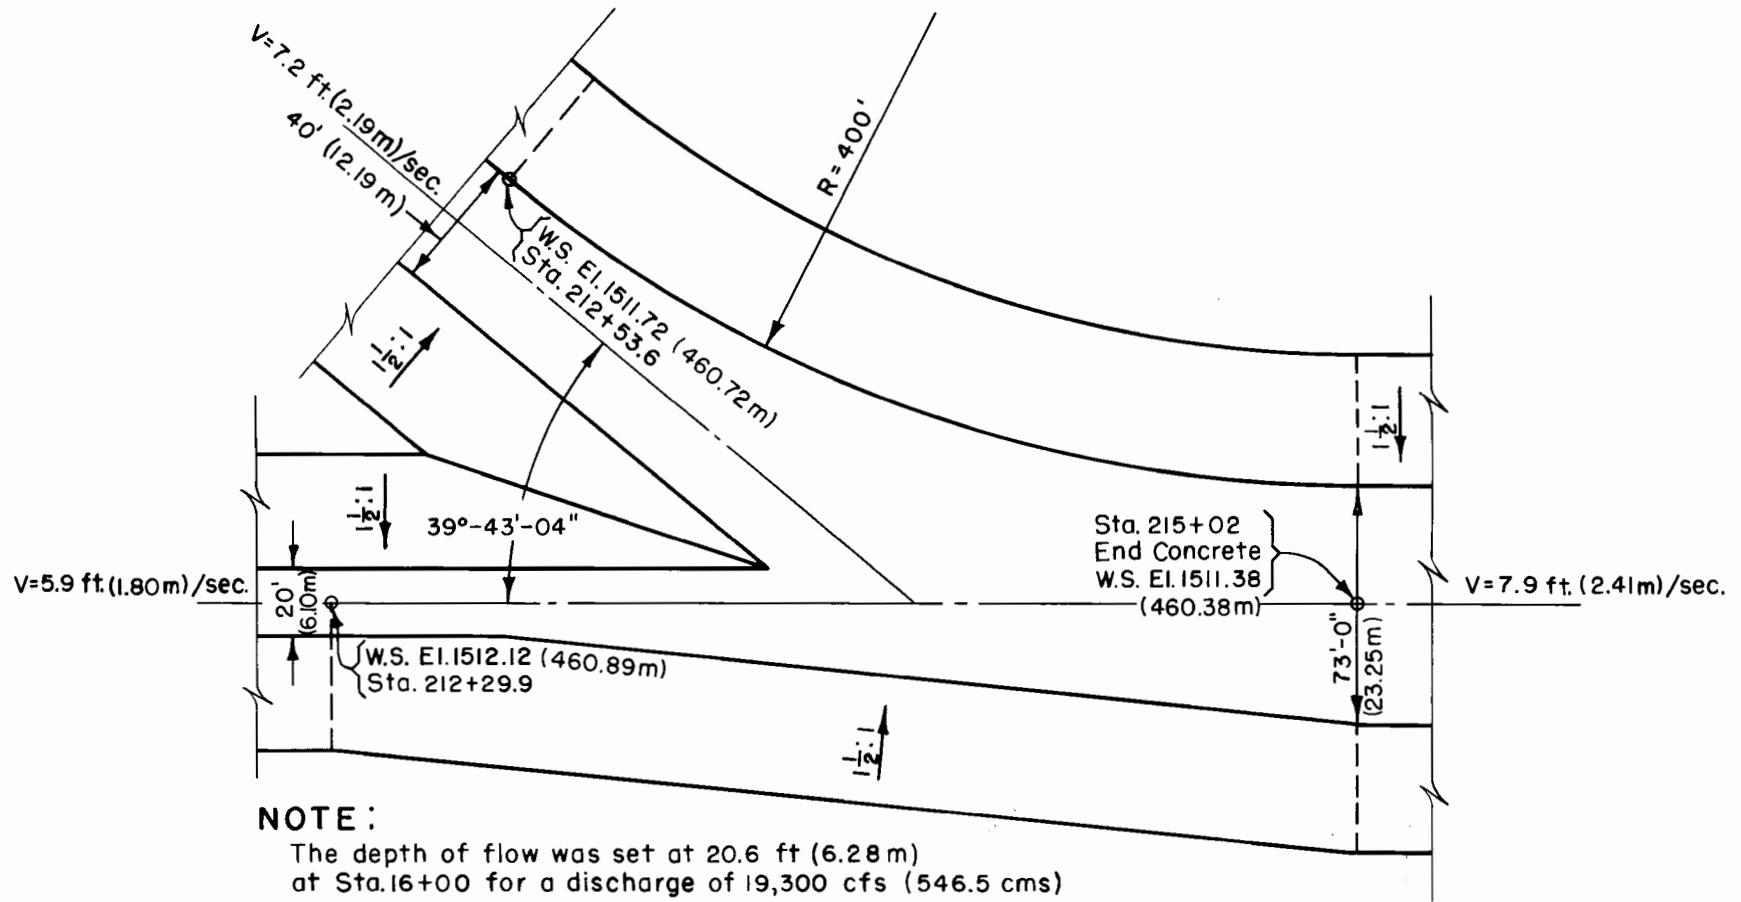 V=7.2 ft.(2.19m)/sec.
40' (12.19 m)
R = 400'
W.S. El.1511.72 (460.72m)
Sta. 212+53.6
1½:1
1½:1
1½:1
39°-43'-04"
Sta. 215+02
End Concrete
W.S. El.1511.38
(460.38m)
V=5.9 ft.(1.80m)/sec.
20'
(6.10m)
V=7.9 ft.(2.41m)/sec.
73'-0"
(23.25m)
W.S. El.1512.12 (460.89m)
Sta. 212+29.9
1½:1
NOTE:
The depth of flow was set at 20.6 ft (6.28m)
at Sta.16+00 for a discharge of 19,300 cfs (546.5 cms)